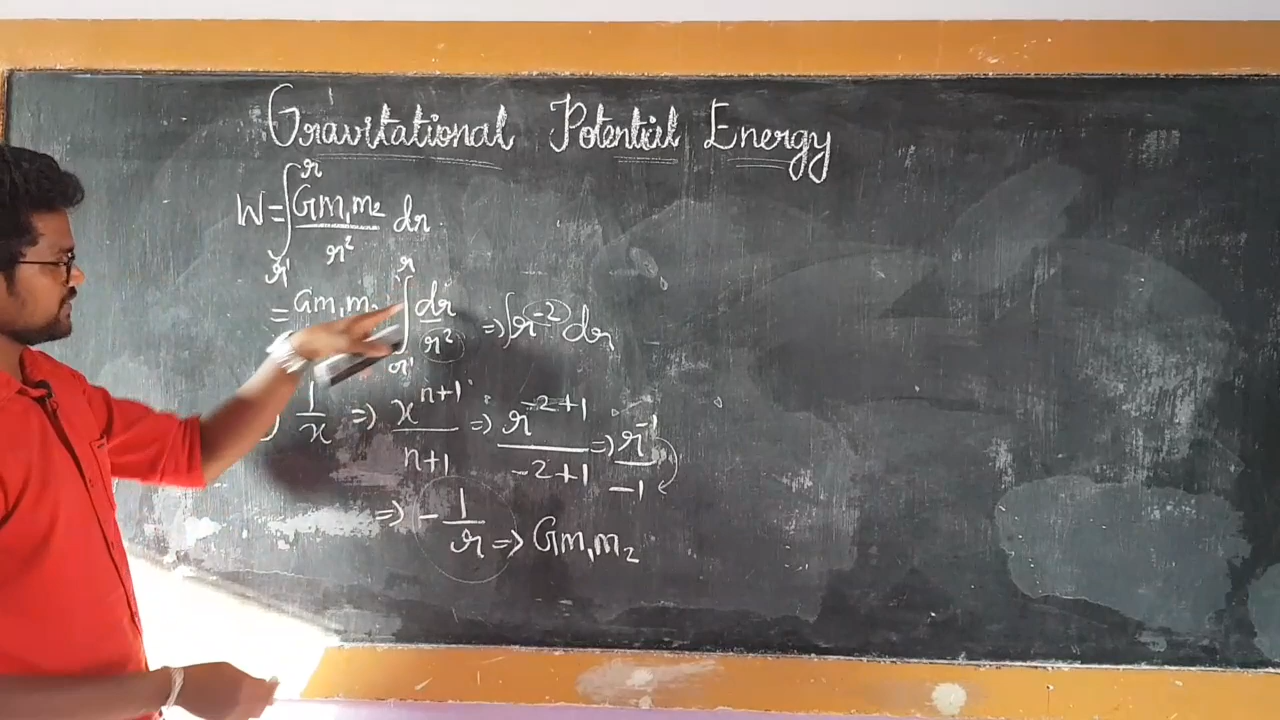 Gravitational Potential Energy
W = ∫_{r'}^{r} Gm₁m₂/r² dr
= Gm₁m₂ ∫_{r'}^{r} dr/r² => ∫r⁻² dr
1/x => x^{n+1}/n+1 => r^{-2+1}/-2+1 => r⁻¹/-1
=> -1/r => Gm₁m₂